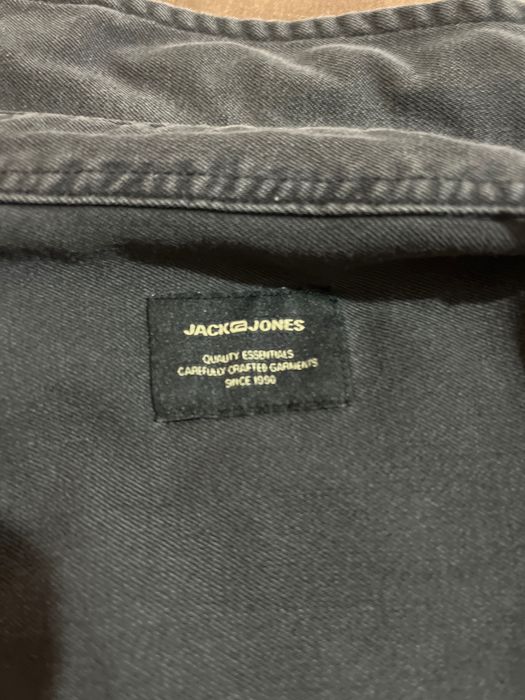 JACK JONES
QUALITY ESSENTIALS
CAREFULLY CRAFTED GARMENTS
SINCE 1990